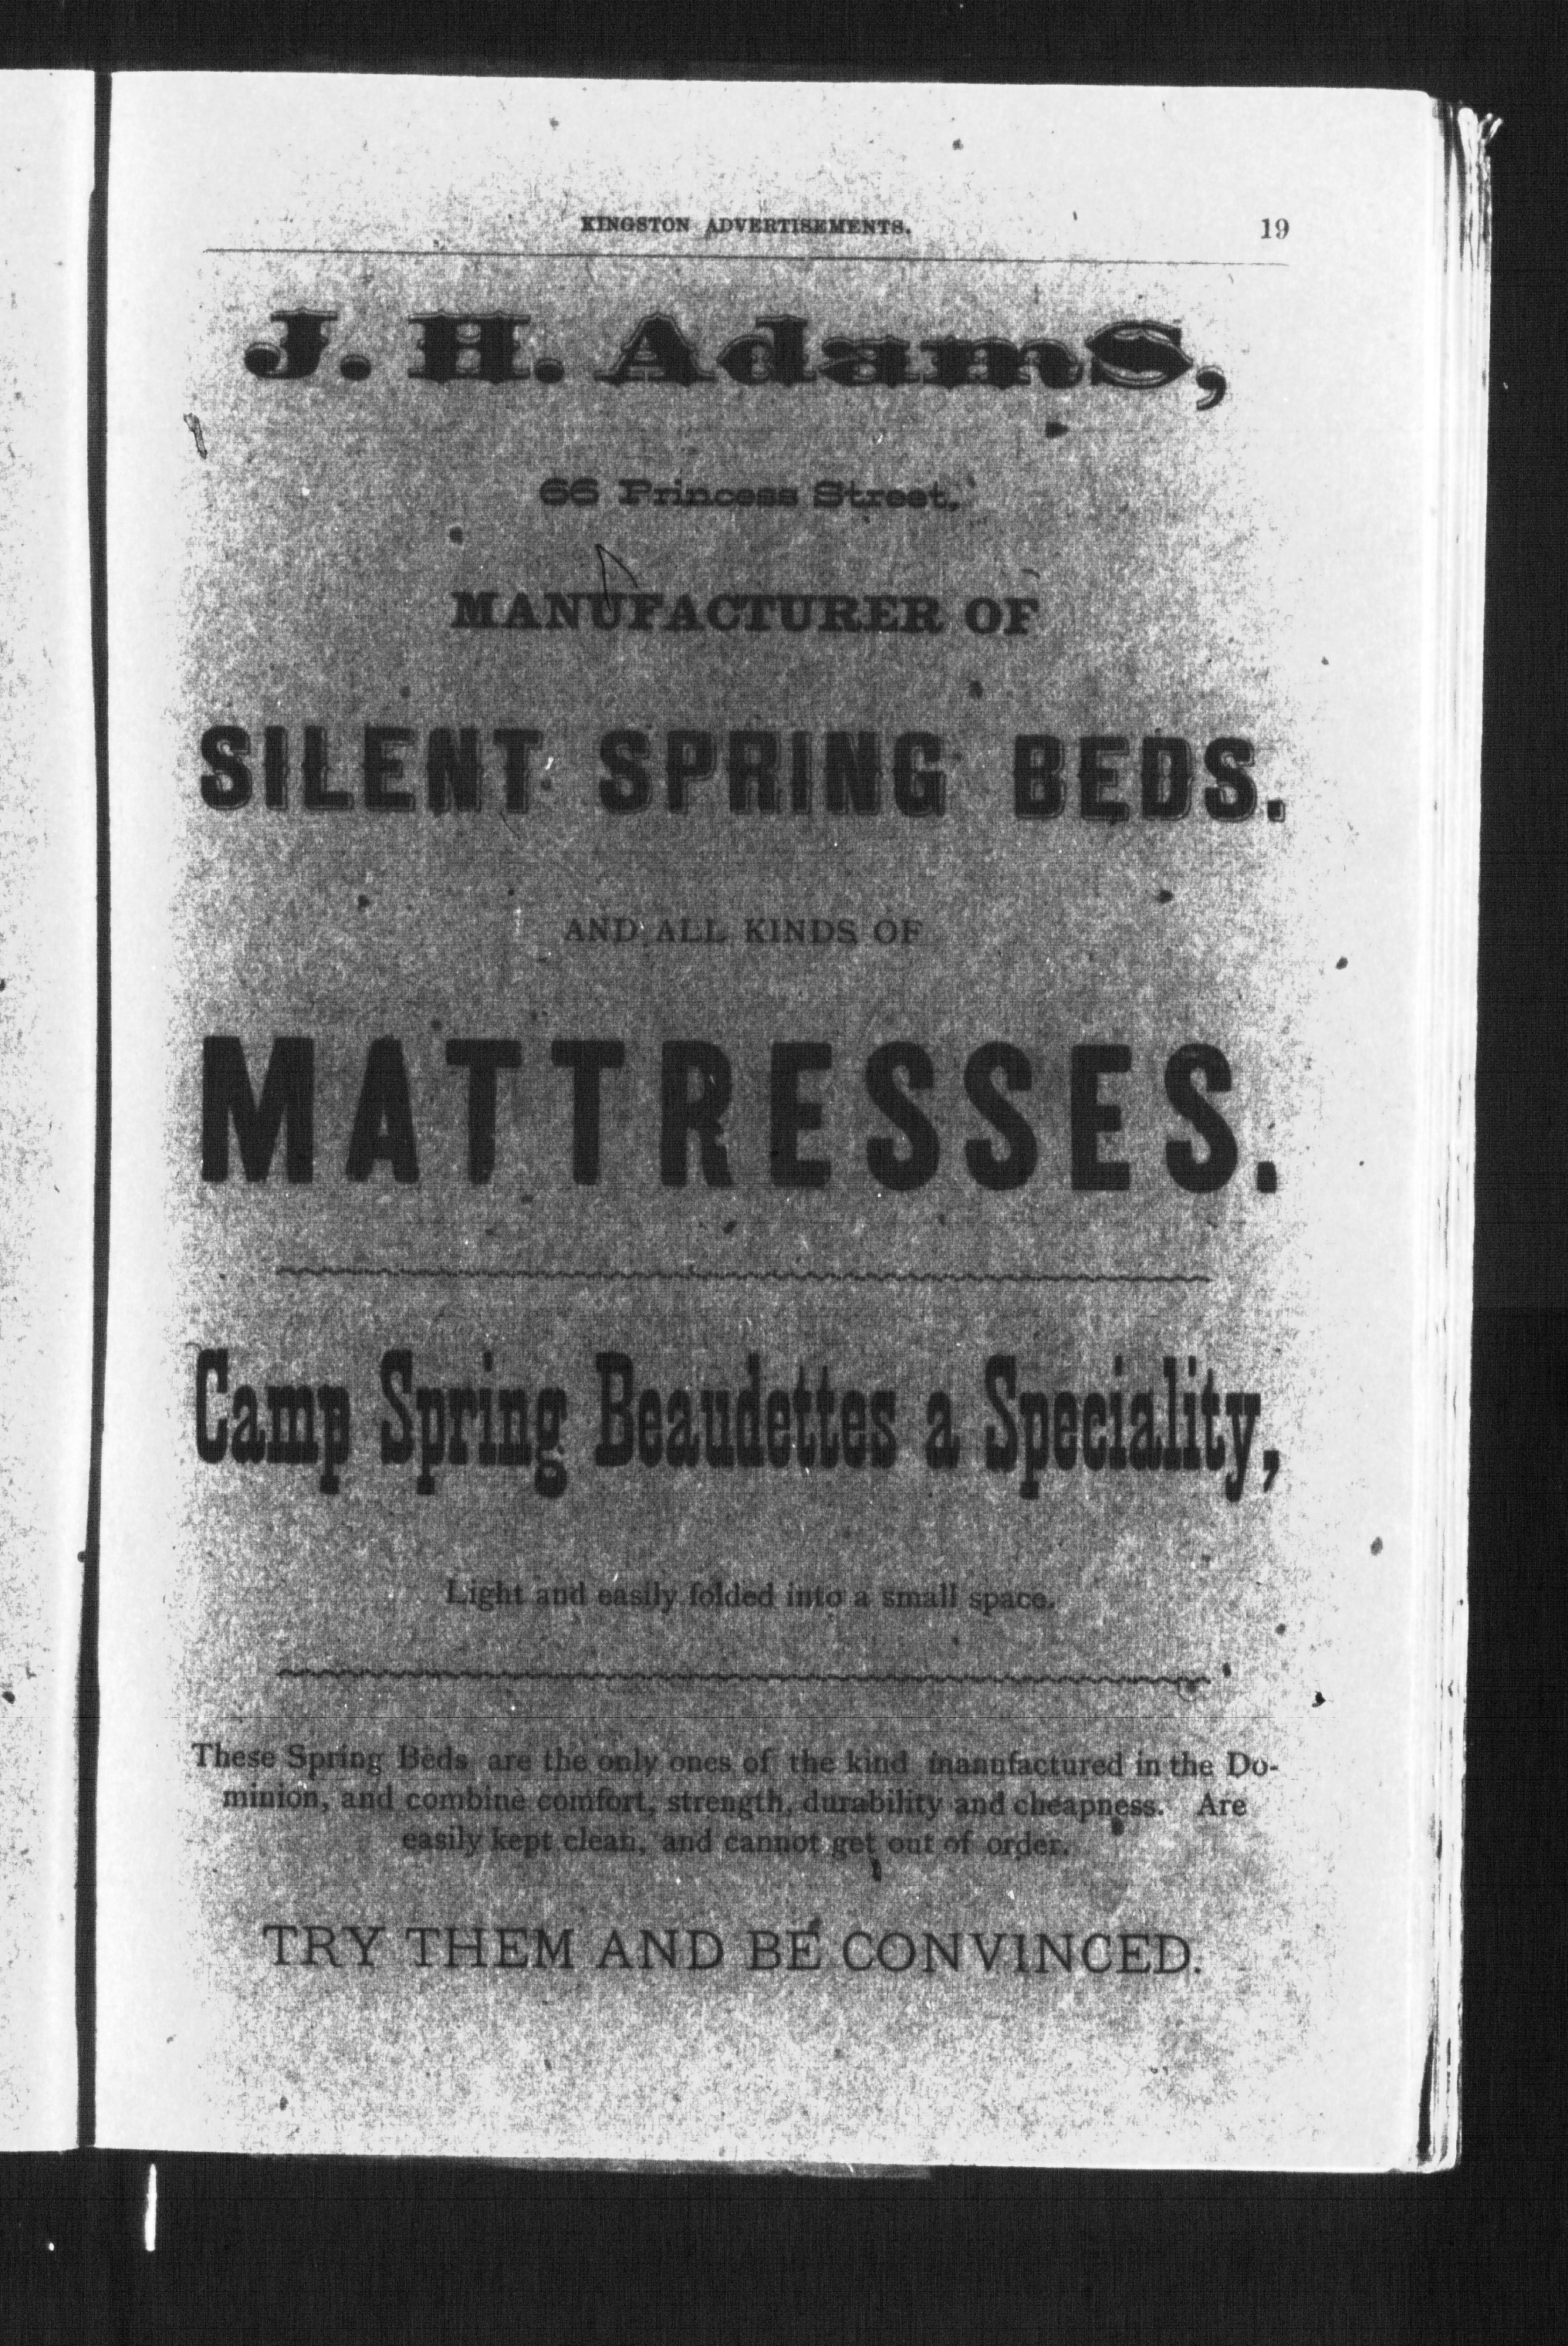 KINGSTON ADVERTISEMENTS. 19
J. H. AdamS,
66 Princess Street,
MANUFACTURER OF
SILENT SPRING BEDS.
AND ALL KINDS OF
MATTRESSES.
Camp Spring Beaudettes a Speciality,
Light and easily folded into a small space.
These Spring Beds are the only ones of the kind manufactured in the Do-
minion, and combine comfort, strength, durability and cheapness. Are
easily kept clean, and cannot get out of order.
TRY THEM AND BE CONVINCED.